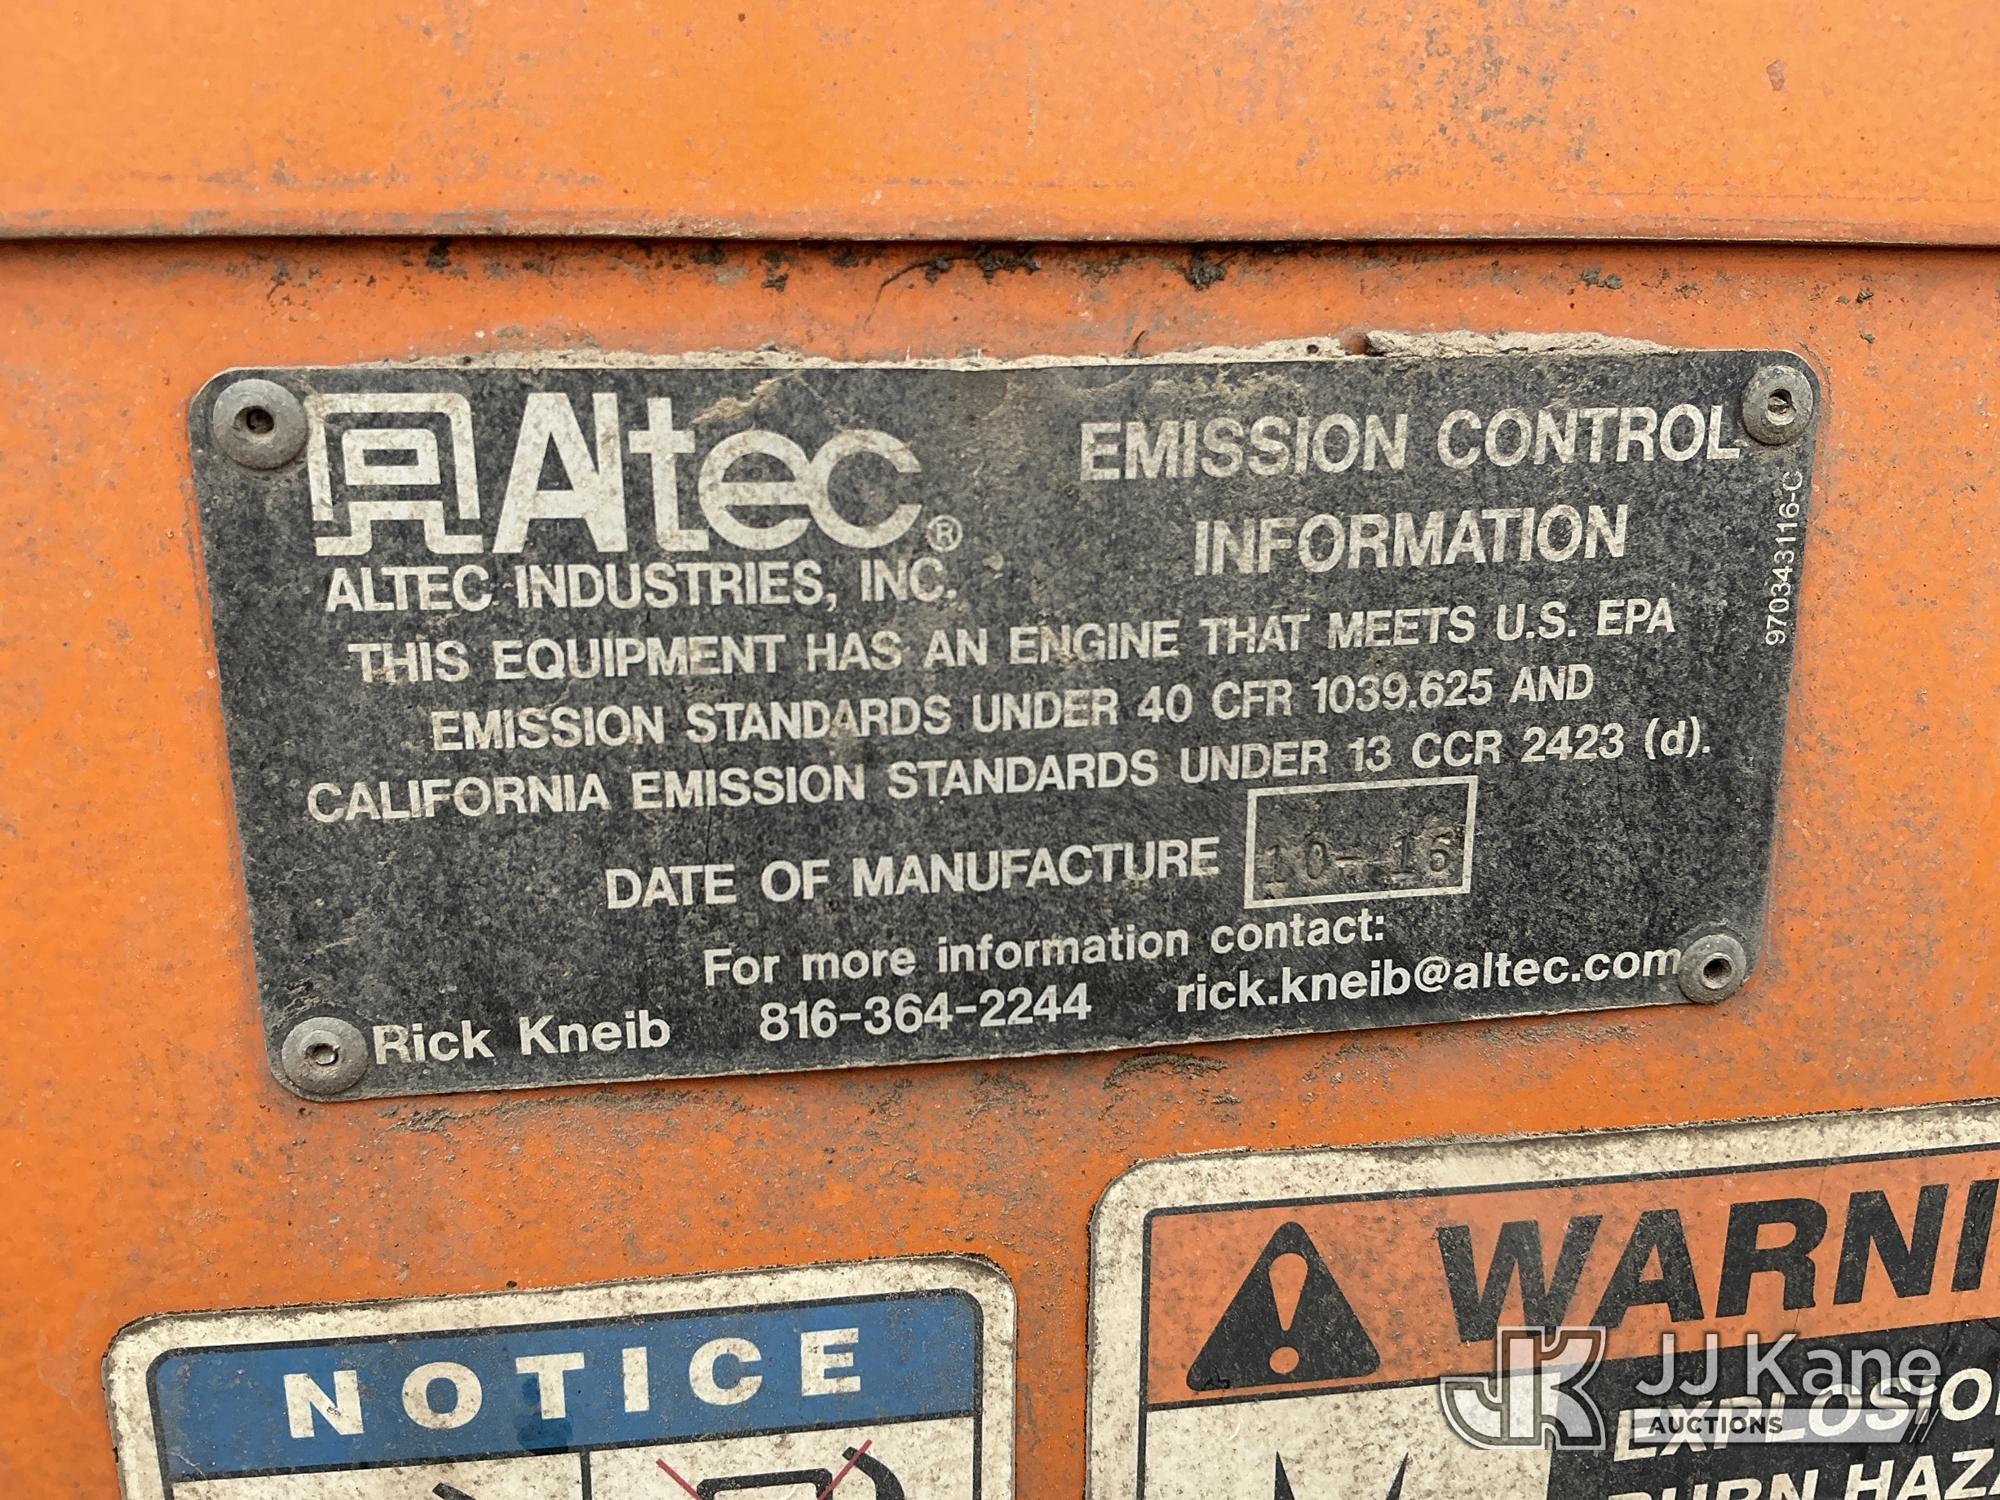 Altec®
ALTEC INDUSTRIES, INC.
EMISSION CONTROL
INFORMATION
970343116-C
THIS EQUIPMENT HAS AN ENGINE THAT MEETS U.S. EPA
EMISSION STANDARDS UNDER 40 CFR 1039.625 AND
CALIFORNIA EMISSION STANDARDS UNDER 13 CCR 2423 (d).
DATE OF MANUFACTURE 10-16
For more information contact:
Rick Kneib 816-364-2244 rick.kneib@altec.com
NOTICE
WARNI
EXPLOSIO
BURN HAZA
JK JJ Kane
AUCTIONS